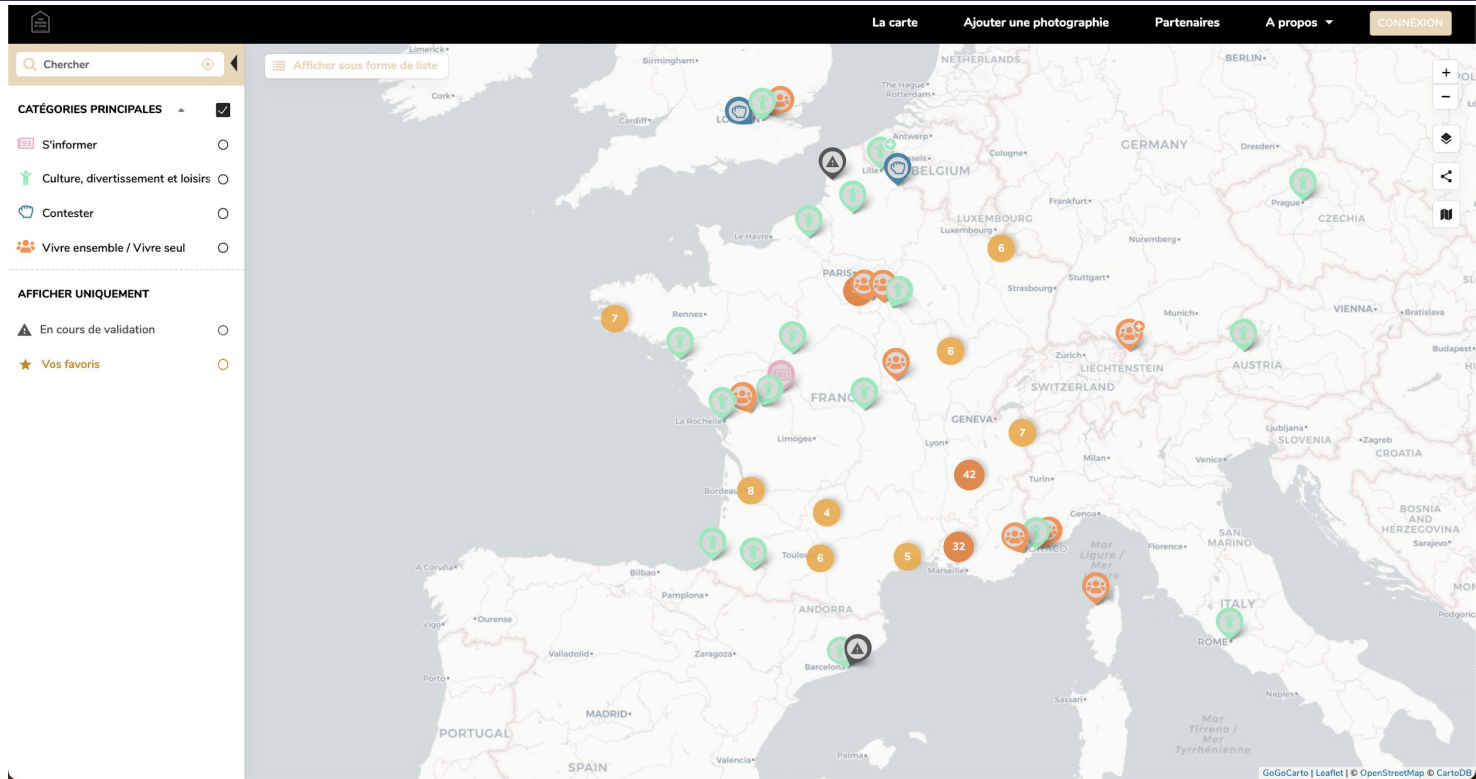 La carte
Ajouter une photographie
Partenaires
A propos
CONNEXION
Chercher
CATÉGORIES PRINCIPALES
S'informer
Culture, divertissement et loisirs
Contester
Vivre ensemble / Vivre seul
AFFICHER UNIQUEMENT
En cours de validation
Vos favoris
Afficher sous forme de liste
Limerick
Birmingham
NETHERLANDS
BERLIN
Cork
The Hague
Rotterdam
Cardiff
Antwerp
Cologne
GERMANY
Dresden
Lille
BELGIUM
Frankfurt
Prague
CZECHIA
LUXEMBOURG
Luxembourg
Le Havre
Nuremberg
6
PARIS
Stuttgart
Strasbourg
7
Rennes
Munich
VIENNA
Bratislava
6
Zurich
Budapest
LIECHTENSTEIN
AUSTRIA
SWITZERLAND
La Rochelle
GENEVA
Limoges
Lyon
7
Ljubljana
SLOVENIA
Zagreb
CROATIA
Milan
Venice
42
Turin
8
4
Genoa
BOSNIA
AND
HERZEGOVINA
Sarajevo
SAN
MARINO
6
5
32
Marseille
Mar
Ligure /
Mer
Florence
A Coruña
Bilbao
Pamplona
ANDORRA
ITALY
Vigo
Ourense
ROME
Valladolid
Zaragoza
Barcelona
Porto
Sassari
Naples
MADRID
Mar
Tirreno /
Mer
Tyrrhénienne
PORTUGAL
Valencia
Palma
SPAIN
GoGoCarto | Leaflet | © OpenStreetMap © CartoDB